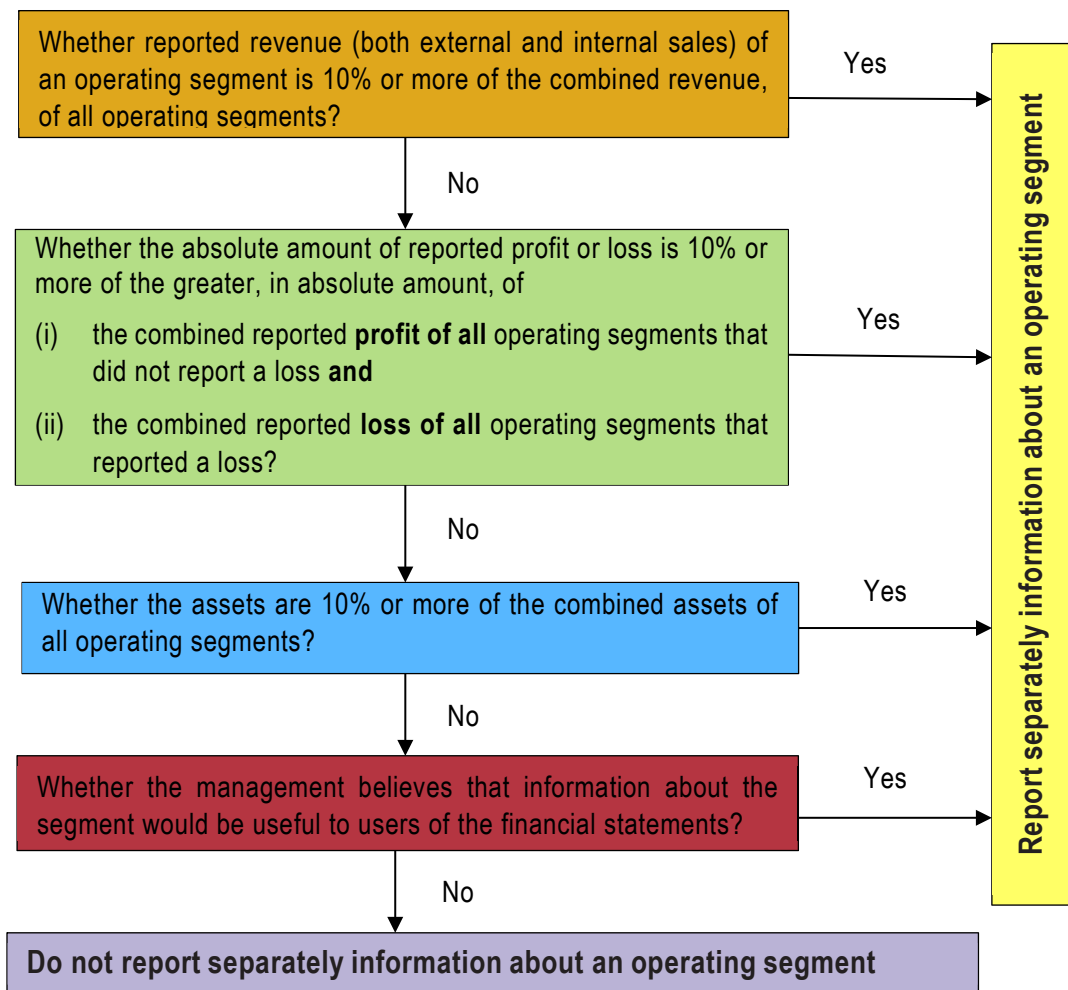 Whether reported revenue (both external and internal sales) of
an operating segment is 10% or more of the combined revenue,
of all operating segments?
Yes
No
Whether the absolute amount of reported profit or loss is 10% or
more of the greater, in absolute amount, of
(i) the combined reported profit of all operating segments that
did not report a loss and
(ii) the combined reported loss of all operating segments that
reported a loss?
Yes
No
Whether the assets are 10% or more of the combined assets of
all operating segments?
Yes
No
Whether the management believes that information about the
segment would be useful to users of the financial statements?
Yes
No
Do not report separately information about an operating segment
Report separately information about an operating segment